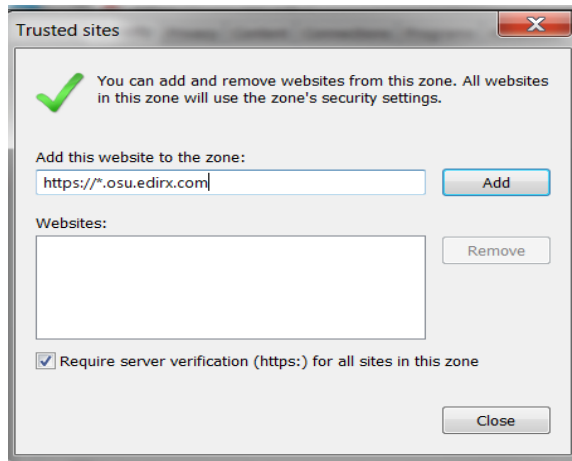 Trusted sites
You can add and remove websites from this zone. All websites
in this zone will use the zone's security settings.
Add this website to the zone:
https://*.osu.edirx.com
Add
Websites:
Remove
Require server verification (https:) for all sites in this zone
Close